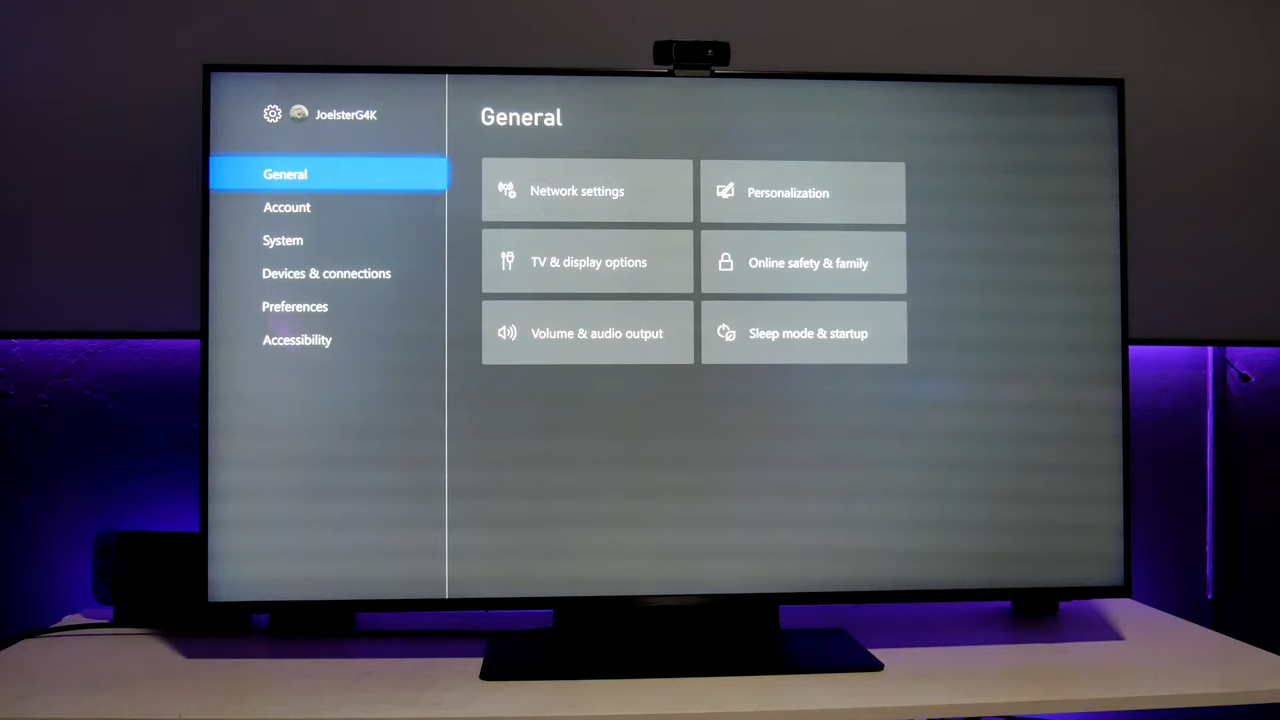 JoelsterG4K
General
Account
System
Devices & connections
Preferences
Accessibility
General
Network settings
Personalization
TV & display options
Online safety & family
Volume & audio output
Sleep mode & startup